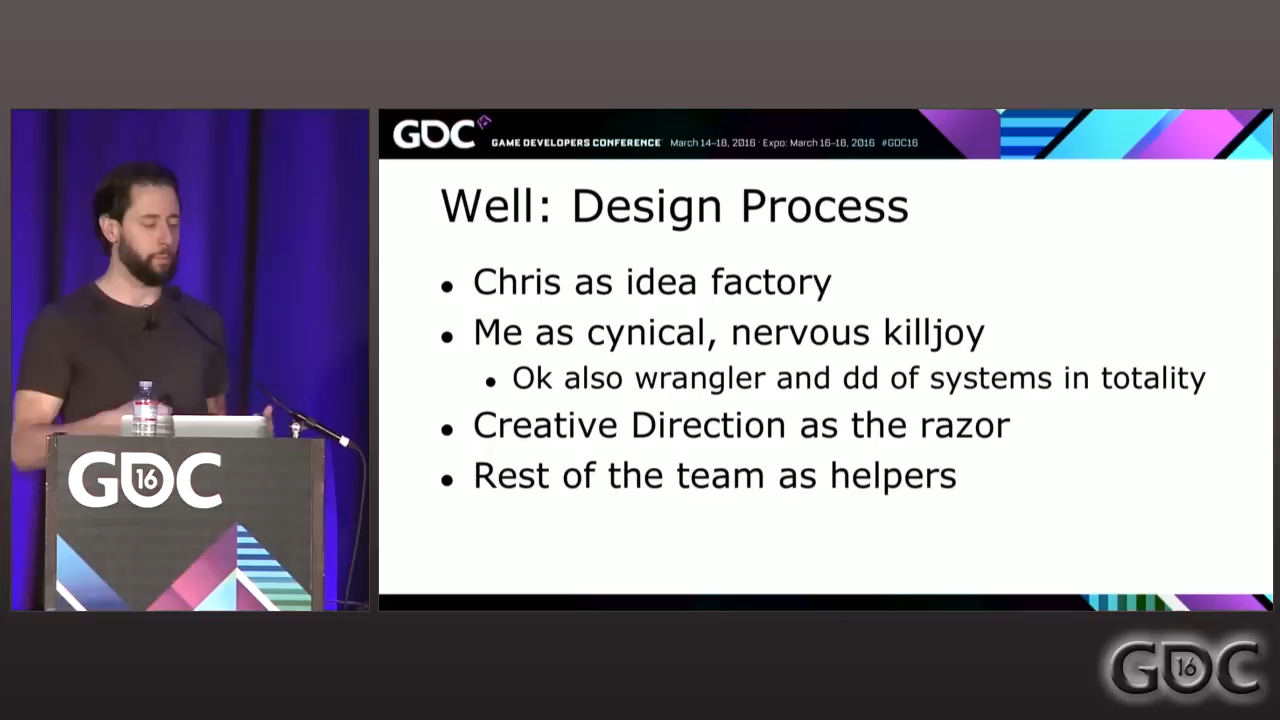 GDC
GAME DEVELOPERS CONFERENCE March 14-18, 2016 · Expo: March 16-18, 2016 #GDC16
Well: Design Process
• Chris as idea factory
• Me as cynical, nervous killjoy
• Ok also wrangler and dd of systems in totality
• Creative Direction as the razor
• Rest of the team as helpers
GDC 16
GDC 16